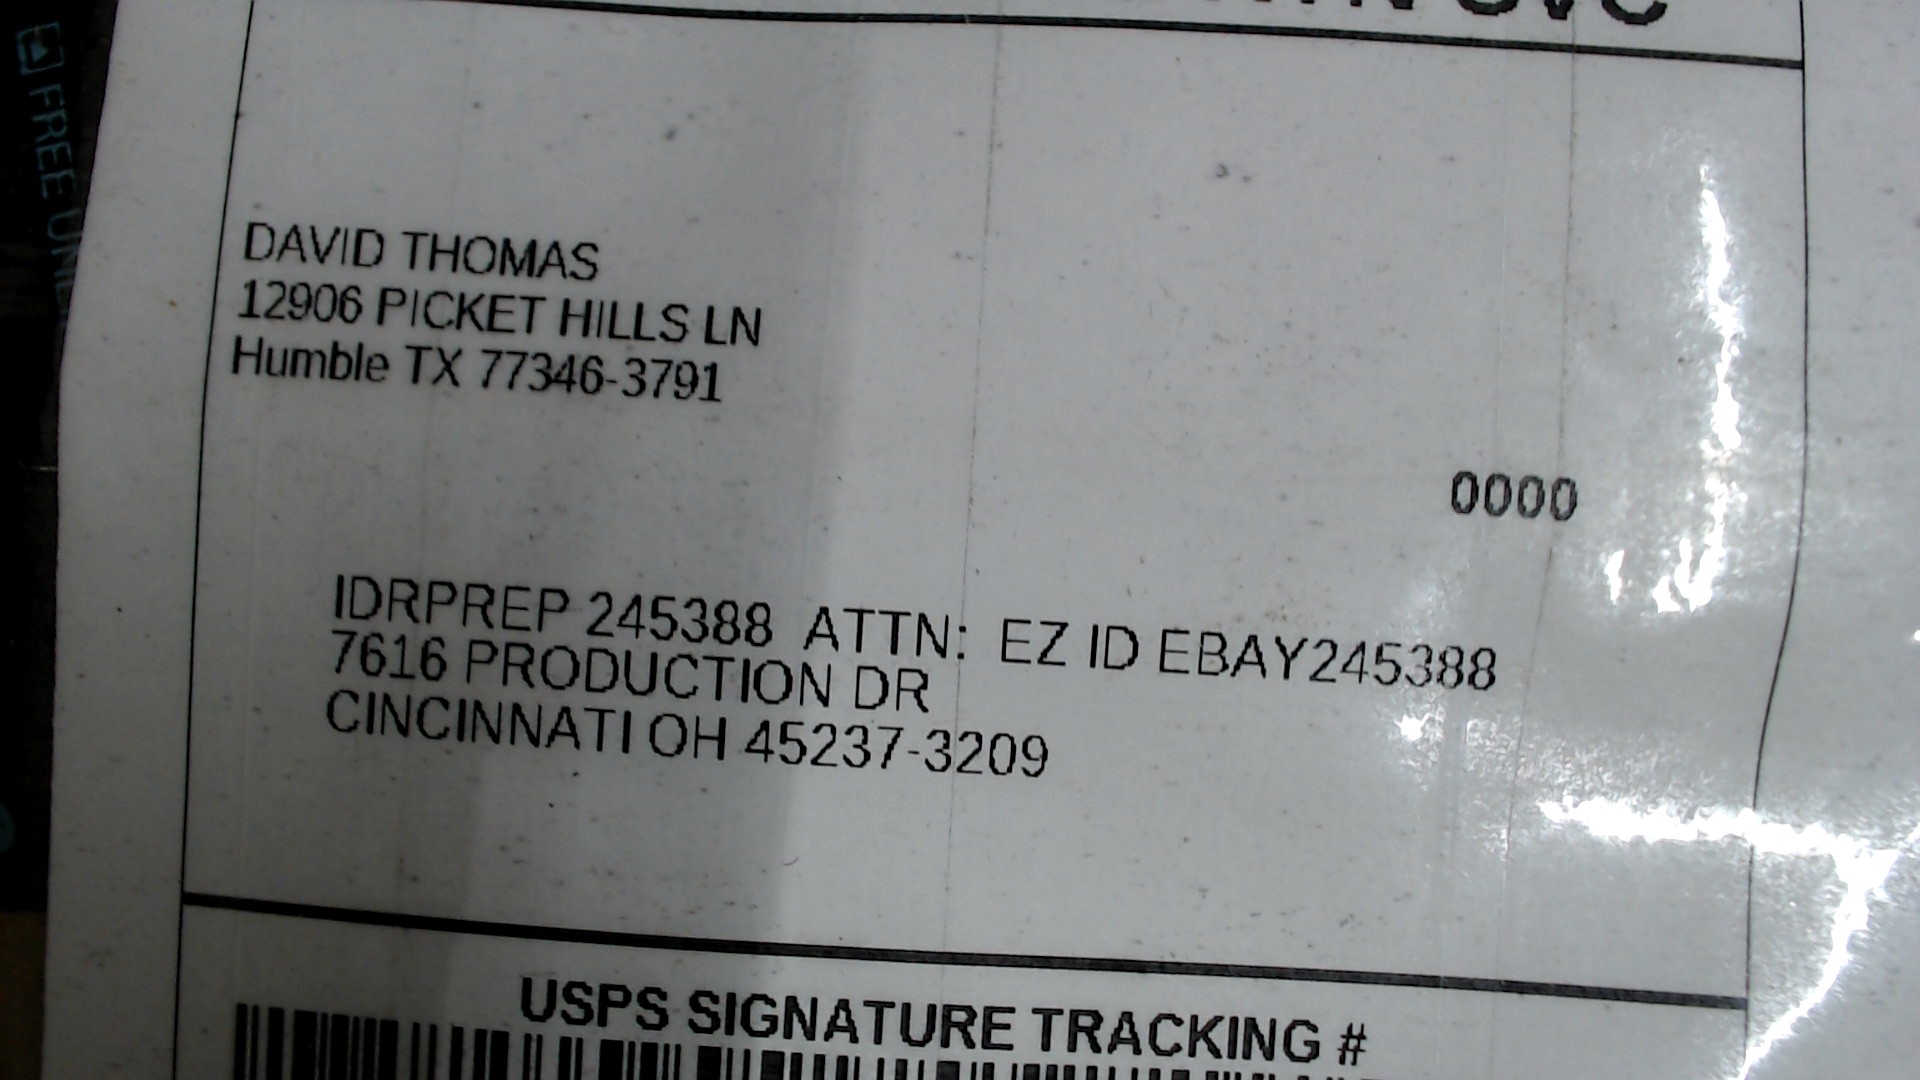 FREE
DAVID THOMAS
12906 PICKET HILLS LN
Humble TX 77346-3791
0000
IDRPREP 245388 ATTN: EZ ID EBAY245388
7616 PRODUCTION DR
CINCINNATI OH 45237-3209
USPS SIGNATURE TRACKING #